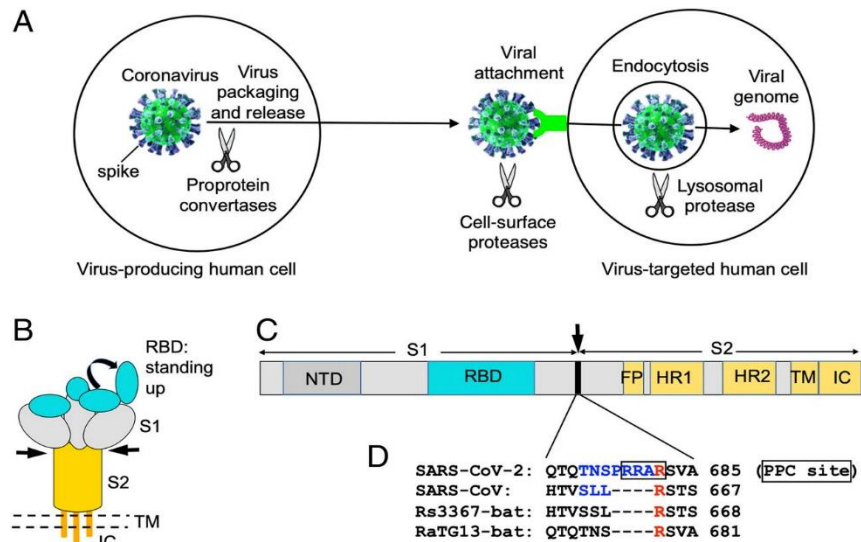 A
Coronavirus
Virus
packaging
and release
spike
Proprotein
convertases
Virus-producing human cell
Viral
attachment
Cell-surface
proteases
Endocytosis
Viral
genome
Lysosomal
protease
Virus-targeted human cell
B
RBD:
standing
up
S1
S2
TM
IC
C
S1
S2
NTD
RBD
FP
HR1
HR2
TM
IC
D
SARS-CoV-2: QTQTNSPRRARSVA 685 (PPC site)
SARS-CoV: HTVSLL----RSTS 667
Rs3367-bat: HTVSSL----RSTS 668
RaTG13-bat: QTQTNS----RSVA 681